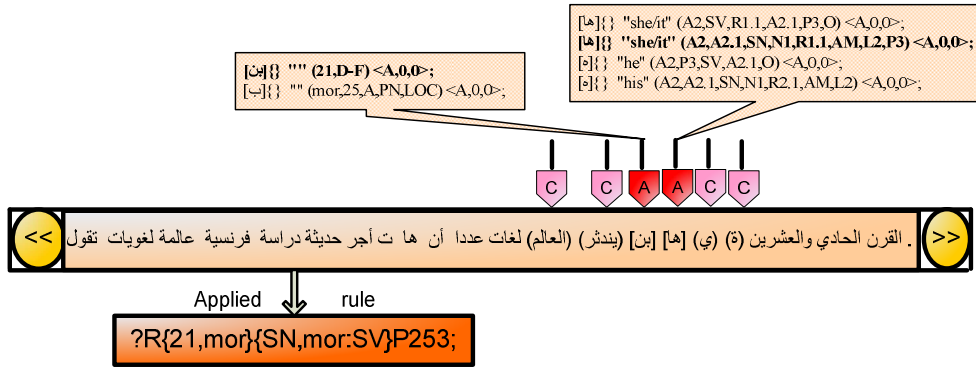 [ها]{} "she/it" (A2,SV,R1.1,A2.1,P3,O) <A,0,0>;
[ها]{} "she/it" (A2,A2.1,SN,N1,R1.1,AM,L2,P3) <A,0,0>;
[ه]{} "he" (A2,P3,SV,A2.1,O) <A,0,0>;
[ه]{} "his" (A2,A2.1,SN,N1,R2.1,AM,L2) <A,0,0>;
[بن]{} "" (21,D-F) <A,0,0>;
[ب]{} "" (mor,25,A,PN,LOC) <A,0,0>;
C C A A C C
<< . القرن الحادي والعشرين (ة) (ي) [ها] [بن] (يندثر) (العالم) لغات عددا أن ها ت أجر حديثة دراسة فرنسية عالمة لغويات تقول >>
Applied rule
?R{21,mor}{SN,mor:SV}P253;